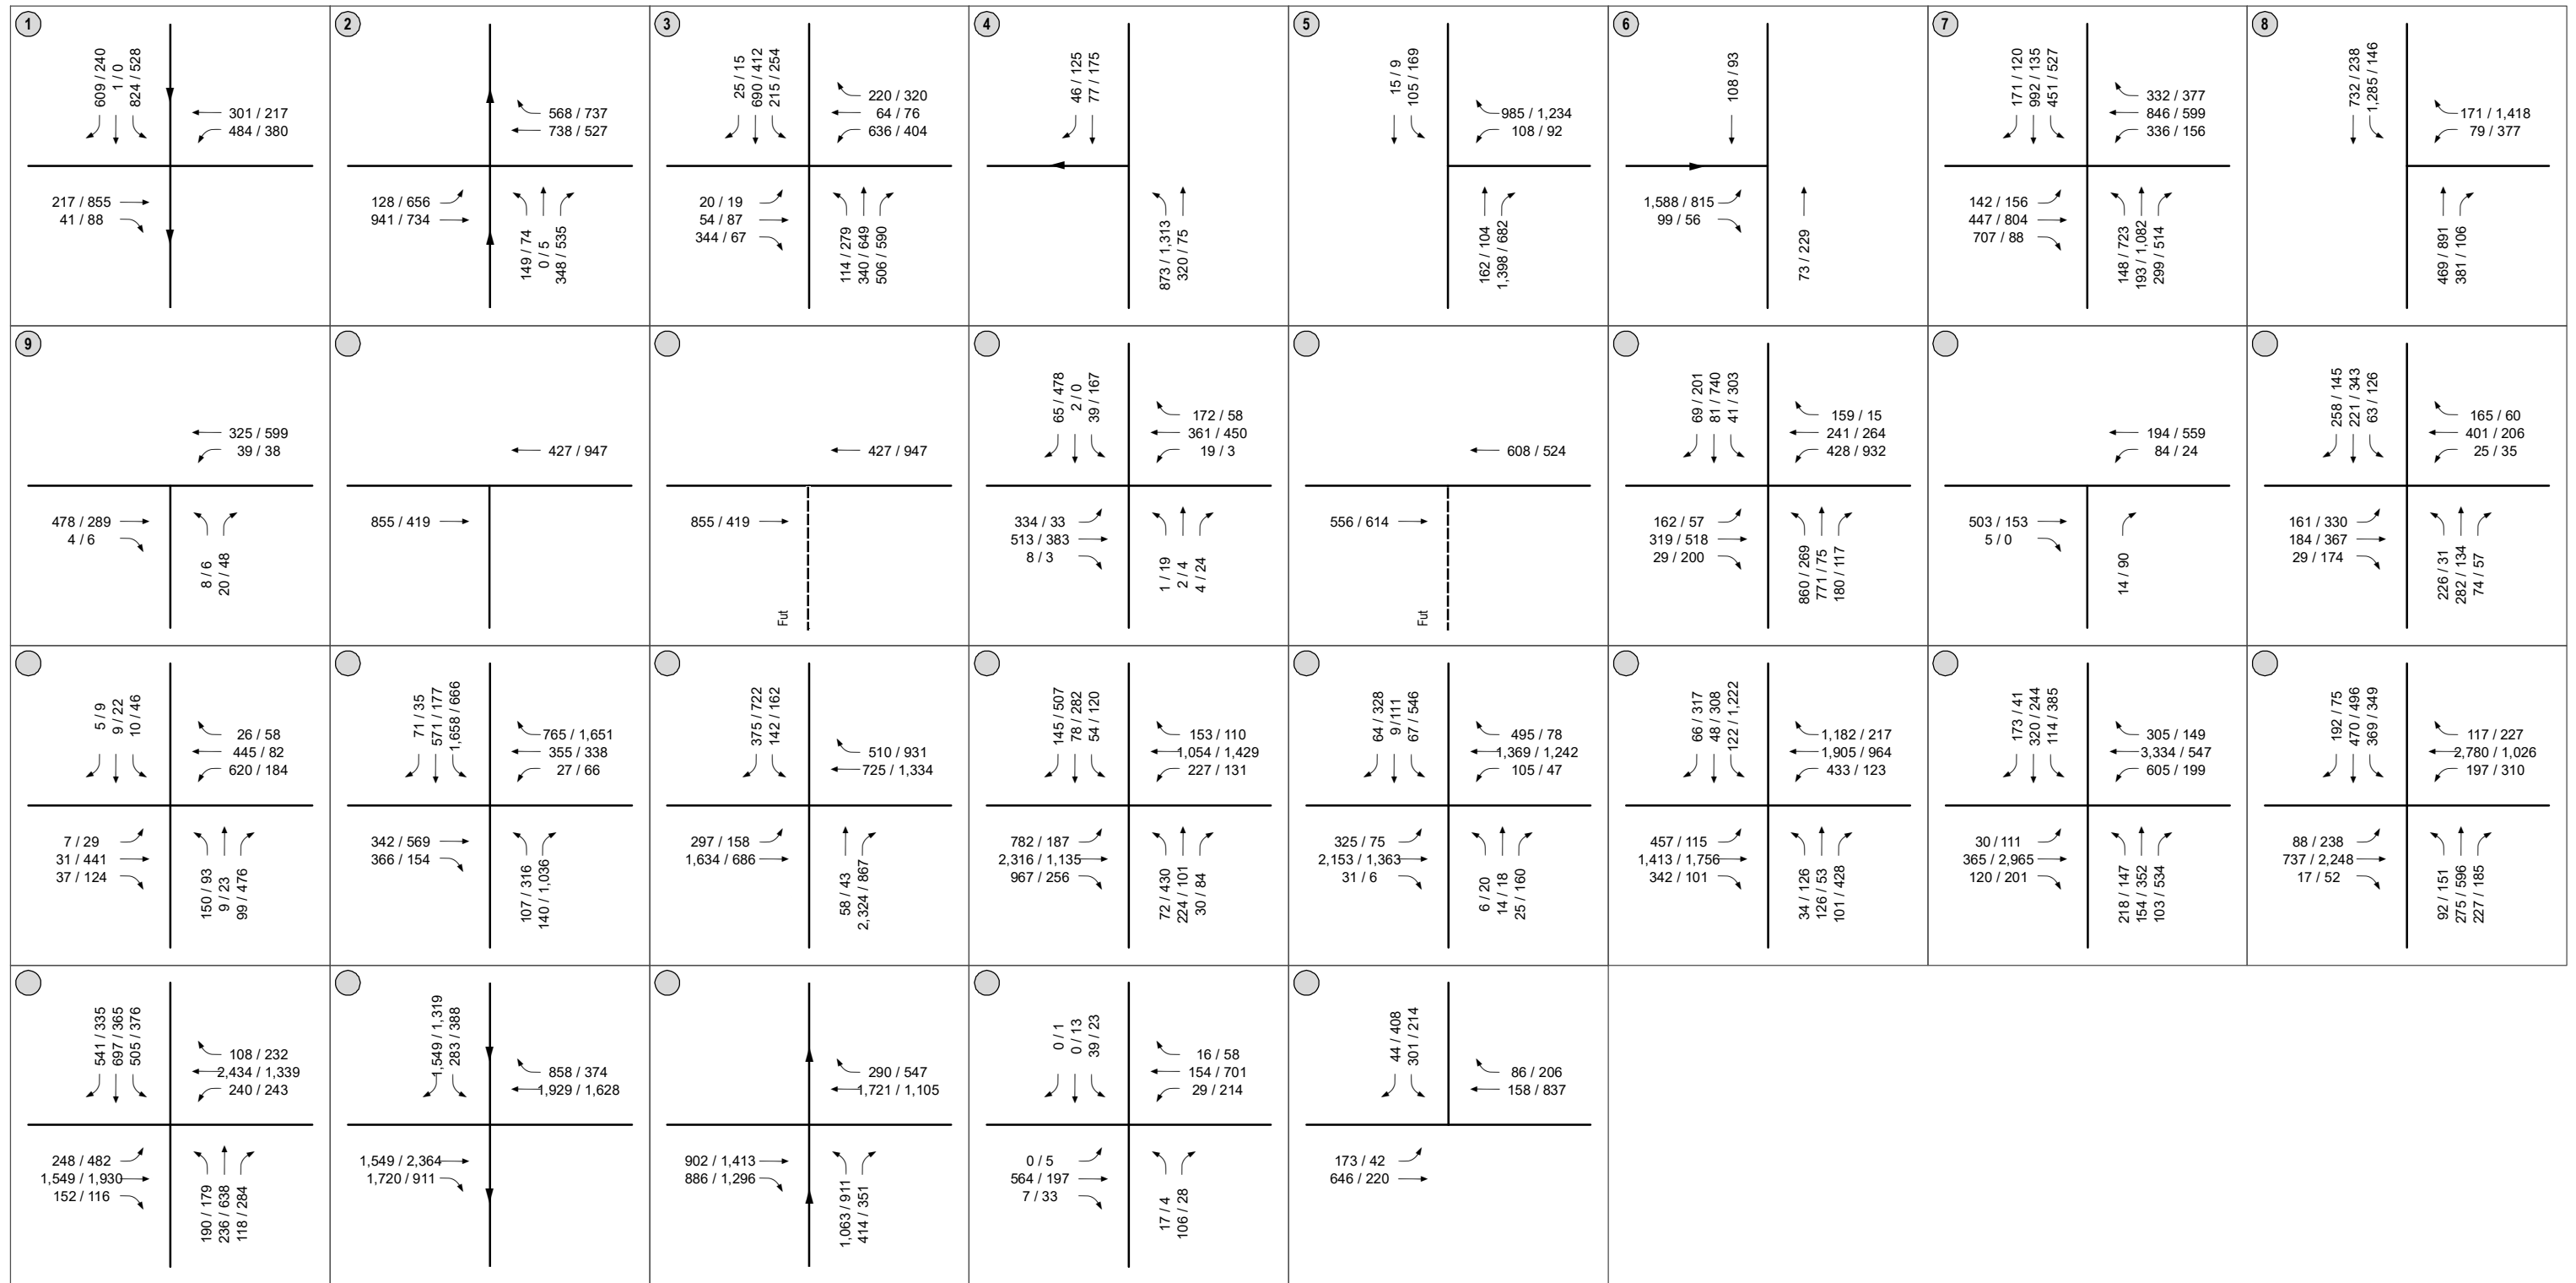 1
609 / 240
1 / 0
824 / 528
301 / 217
484 / 380
217 / 855
41 / 88
2
568 / 737
738 / 527
128 / 656
941 / 734
149 / 74
0 / 5
348 / 535
3
25 / 15
690 / 412
215 / 254
220 / 320
64 / 76
636 / 404
20 / 19
54 / 87
344 / 67
114 / 279
340 / 649
506 / 590
4
46 / 125
77 / 175
873 / 1,313
320 / 75
5
15 / 9
105 / 169
985 / 1,234
108 / 92
162 / 104
1,398 / 682
6
108 / 93
1,588 / 815
99 / 56
73 / 229
7
171 / 120
992 / 135
451 / 527
332 / 377
846 / 599
336 / 156
142 / 156
447 / 804
707 / 88
148 / 723
193 / 1,082
299 / 514
8
732 / 238
1,285 / 146
171 / 1,418
79 / 377
469 / 891
381 / 106
9
325 / 599
39 / 38
478 / 289
4 / 6
8 / 6
20 / 48
427 / 947
855 / 419
427 / 947
855 / 419
Fut
65 / 478
2 / 0
39 / 167
172 / 58
361 / 450
19 / 3
334 / 33
513 / 383
8 / 3
1 / 19
2 / 4
4 / 24
608 / 524
556 / 614
Fut
69 / 201
81 / 740
41 / 303
159 / 15
241 / 264
428 / 932
162 / 57
319 / 518
29 / 200
860 / 269
771 / 75
180 / 117
194 / 559
84 / 24
503 / 153
5 / 0
14 / 90
258 / 145
221 / 343
63 / 126
165 / 60
401 / 206
25 / 35
161 / 330
184 / 367
29 / 174
226 / 31
282 / 134
74 / 57
5 / 9
9 / 22
10 / 46
26 / 58
445 / 82
620 / 184
7 / 29
31 / 441
37 / 124
150 / 93
9 / 23
99 / 476
71 / 35
571 / 177
1,658 / 666
765 / 1,651
355 / 338
27 / 66
342 / 569
366 / 154
107 / 316
140 / 1,036
375 / 722
142 / 162
510 / 931
725 / 1,334
297 / 158
1,634 / 686
58 / 43
2,324 / 867
145 / 507
78 / 282
54 / 120
153 / 110
1,054 / 1,429
227 / 131
782 / 187
2,316 / 1,135
967 / 256
72 / 430
224 / 101
30 / 84
64 / 328
9 / 111
67 / 546
495 / 78
1,369 / 1,242
105 / 47
325 / 75
2,153 / 1,363
31 / 6
6 / 20
14 / 18
25 / 160
66 / 317
48 / 308
122 / 1,222
1,182 / 217
1,905 / 964
433 / 123
457 / 115
1,413 / 1,756
342 / 101
34 / 126
126 / 53
101 / 428
173 / 41
320 / 244
114 / 385
305 / 149
3,334 / 547
605 / 199
30 / 111
365 / 2,965
120 / 201
218 / 147
154 / 352
103 / 534
192 / 75
470 / 496
369 / 349
117 / 227
2,780 / 1,026
197 / 310
88 / 238
737 / 2,248
17 / 52
92 / 151
275 / 596
227 / 185
541 / 335
697 / 365
505 / 376
108 / 232
2,434 / 1,339
240 / 243
248 / 482
1,549 / 1,930
152 / 116
190 / 179
236 / 638
118 / 284
1,549 / 1,319
283 / 388
858 / 374
1,929 / 1,628
1,549 / 2,364
1,720 / 911
290 / 547
1,721 / 1,105
902 / 1,413
886 / 1,296
1,063 / 911
414 / 351
0 / 1
0 / 13
39 / 23
16 / 58
154 / 701
29 / 214
0 / 5
564 / 197
7 / 33
17 / 4
106 / 28
44 / 408
301 / 214
86 / 206
158 / 837
173 / 42
646 / 220